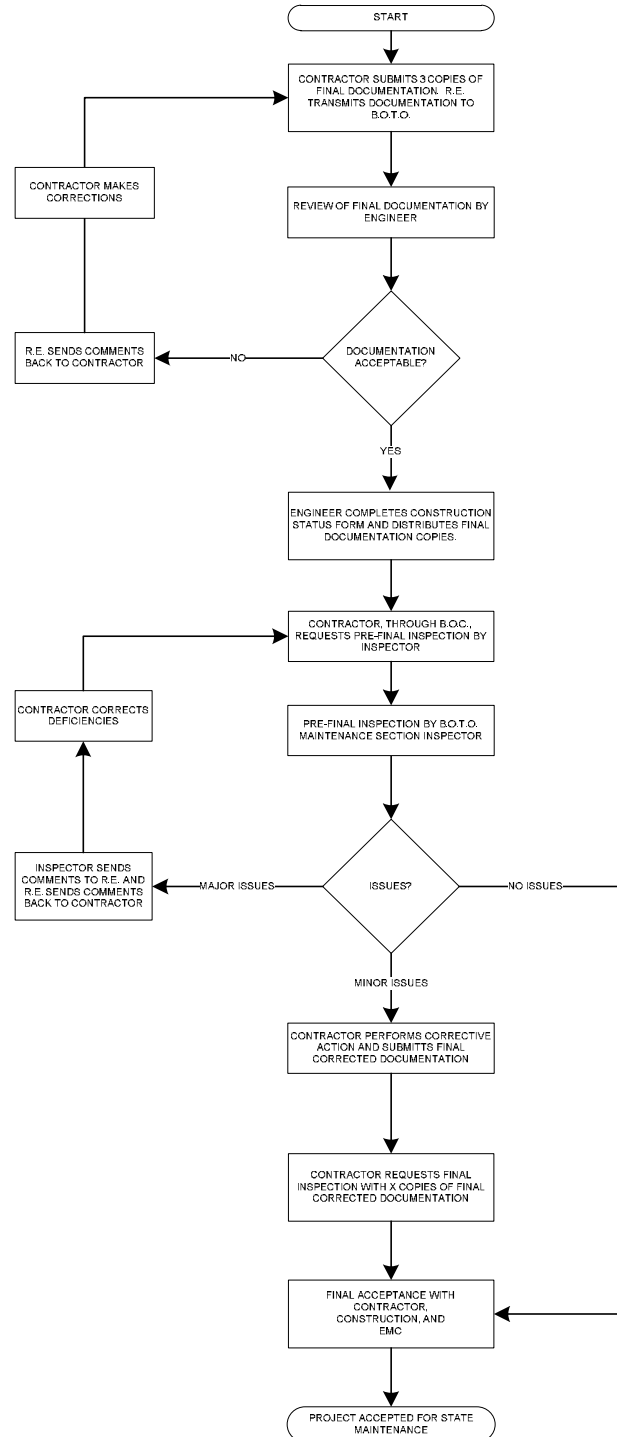 START
CONTRACTOR SUBMITS 3 COPIES OF
FINAL DOCUMENTATION. R.E.
TRANSMITS DOCUMENTATION TO
B.O.T.O.
CONTRACTOR MAKES
CORRECTIONS
REVIEW OF FINAL DOCUMENTATION BY
ENGINEER
R.E. SENDS COMMENTS
BACK TO CONTRACTOR
NO
DOCUMENTATION
ACCEPTABLE?
YES
ENGINEER COMPLETES CONSTRUCTION
STATUS FORM AND DISTRIBUTES FINAL
DOCUMENTATION COPIES.
CONTRACTOR, THROUGH B.O.C.,
REQUESTS PRE-FINAL INSPECTION BY
INSPECTOR
CONTRACTOR CORRECTS
DEFICIENCIES
PRE-FINAL INSPECTION BY B.O.T.O.
MAINTENANCE SECTION INSPECTOR
INSPECTOR SENDS
COMMENTS TO R.E. AND
R.E. SENDS COMMENTS
BACK TO CONTRACTOR
MAJOR ISSUES
ISSUES?
NO ISSUES
MINOR ISSUES
CONTRACTOR PERFORMS CORRECTIVE
ACTION AND SUBMITTS FINAL
CORRECTED DOCUMENTATION
CONTRACTOR REQUESTS FINAL
INSPECTION WITH X COPIES OF FINAL
CORRECTED DOCUMENTATION
FINAL ACCEPTANCE WITH
CONTRACTOR,
CONSTRUCTION, AND
EMC
PROJECT ACCEPTED FOR STATE
MAINTENANCE